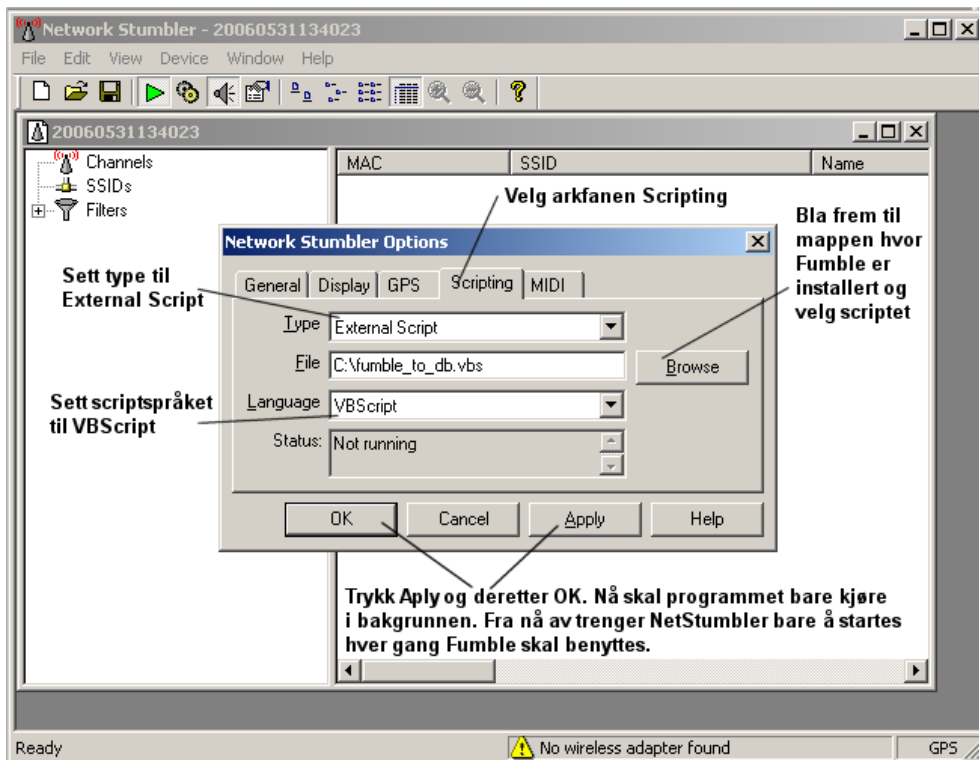 Network Stumbler - 20060531134023
File Edit View Device Window Help
20060531134023
Channels
SSIDs
Filters
MAC SSID Name
Velg arkfanen Scripting
Bla frem til
mappen hvor
Fumble er
installert og
velg scriptet
Sett type til
External Script
Sett scriptspråket
til VBScript
Network Stumbler Options
General Display GPS Scripting MIDI
Type External Script
File C:\fumble_to_db.vbs Browse
Language VBScript
Status: Not running
OK Cancel Apply Help
Trykk Aply og deretter OK. Nå skal programmet bare kjøre
i bakgrunnen. Fra nå av trenger NetStumbler bare å startes
hver gang Fumble skal benyttes.
Ready No wireless adapter found GPS